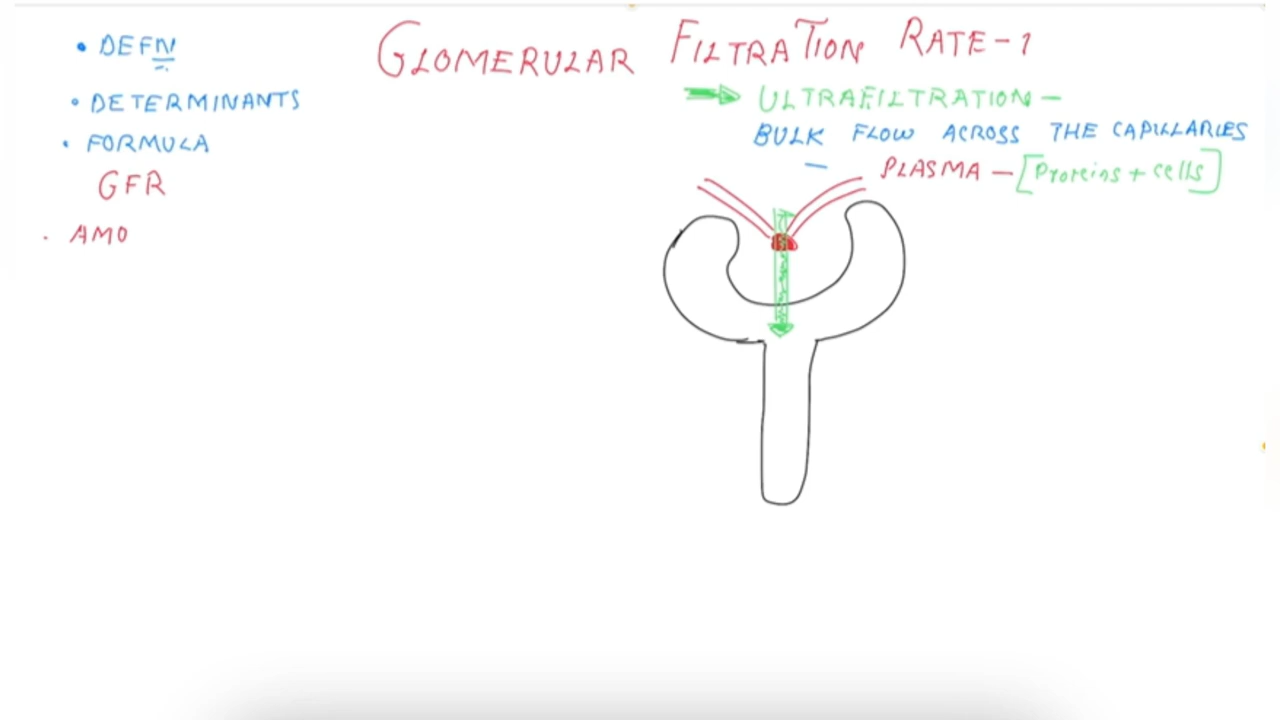 GLOMERULAR FILTRATION RATE-1
• DEFN
• DETERMINANTS
• FORMULA
GFR
• AMO
ULTRAFILTRATION —
BULK FLOW ACROSS THE CAPILLARIES
— PLASMA — [Proteins + cells]